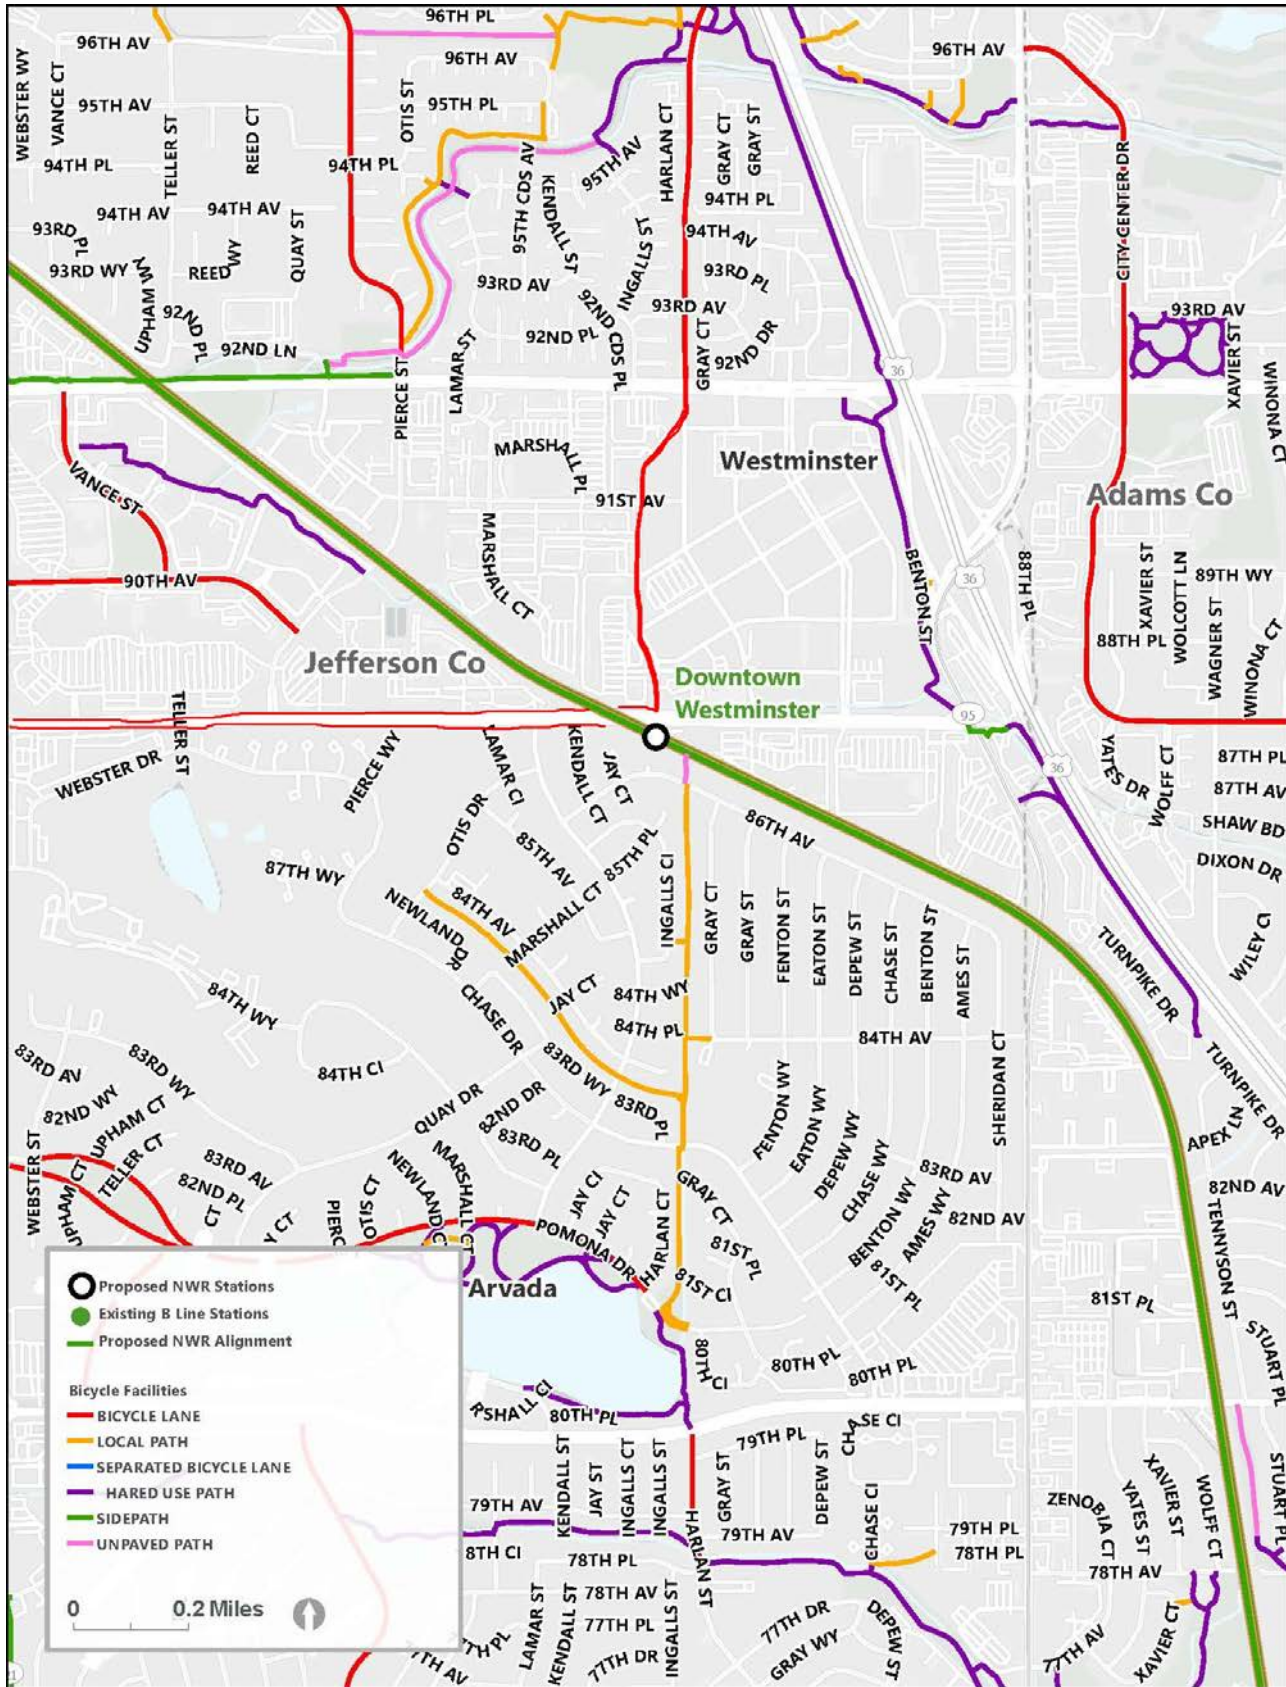 96TH PL
96TH AV
96TH AV
96TH AV
WEBSTER WY
VANCE CT
95TH AV
OTIS ST
95TH PL
TELLER ST
REED CT
94TH PL
94TH PL
95TH CDS AV
KENDALL ST
95TH AV
HARLAN CT
GRAY CT
GRAY ST
94TH PL
CITY CENTER DR
94TH AV
94TH AV
93RD PL
93RD WY
UPHAM WY
REED WY
QUAY ST
93RD AV
INGALLS ST
94TH AV
93RD PL
93RD AV
92ND PL
92ND LN
PIERCE ST
LAMAR ST
92ND PL
92ND CDS PL
GRAY CT
92ND DR
36
93RD AV
XAVIER ST
WINONA CT
MARSHALL PL
Westminster
91ST AV
Adams Co
VANCE ST
MARSHALL CT
90TH AV
BENTON ST
36
88TH PL
XAVIER ST
WOLCOTT LN
89TH WY
WAGNER ST
88TH PL
WINONA CT
Jefferson Co
Downtown
Westminster
95
TELLER ST
WEBSTER DR
PIERCE WY
LAMAR CI
KENDALL CT
JAY CT
36
YATES DR
WOLFF CT
87TH PL
87TH AV
SHAW BD
DIXON DR
OTIS DR
85TH AV
85TH PL
86TH AV
87TH WY
NEWLAND DR
84TH AV
MARSHALL CT
INGALLS CI
GRAY CT
GRAY ST
FENTON ST
EATON ST
DEPEW ST
CHASE ST
BENTON ST
AMES ST
TURNPIKE DR
WILEY CI
84TH WY
CHASE DR
JAY CT
84TH WY
84TH PL
84TH AV
SHERIDAN CT
TURNPIKE DR
83RD AV
83RD WY
84TH CI
83RD WY
82ND WY
UPHAM CT
QUAY DR
82ND DR
83RD PL
83RD PL
FENTON WY
EATON WY
DEPEW WY
CHASE WY
APEX LN
WEBSTER ST
UPHAM CT
TELLER CT
83RD AV
82ND PL
CT
Y CT
PIERC
OTIS CT
NEWLAND CT
MARSHALL CT
JAY CI
JAY CT
HARLAN CT
GRAY CT
83RD AV
82ND AV
BENTON WY
AMES WY
82ND AV
TENNYSON ST
POMONA DR
81ST PL
81ST PL
81ST CI
Arvada
81ST PL
STUART PL
80TH CI
80TH PL
80TH PL
RSHALL CI
80TH PL
79TH PL
CHASE CI
KENDALL ST
JAY ST
INGALLS CT
INGALLS ST
GRAY ST
DEPEW ST
CHASE CI
79TH AV
79TH AV
79TH PL
78TH PL
ZENOBIA CT
YATES ST
XAVIER ST
WOLFF CT
STUART PL
8TH CI
78TH PL
HARLAN ST
78TH AV
78TH AV
77TH PL
77TH DR
LAMAR ST
KENDALL ST
INGALLS ST
77TH DR
GRAY WY
DEPEW ST
77TH AV
XAVIER CT
7TH PL
7TH AV
Proposed NWR Stations
Existing B Line Stations
Proposed NWR Alignment
Bicycle Facilities
BICYCLE LANE
LOCAL PATH
SEPARATED BICYCLE LANE
HARED USE PATH
SIDEPATH
UNPAVED PATH
0 0.2 Miles